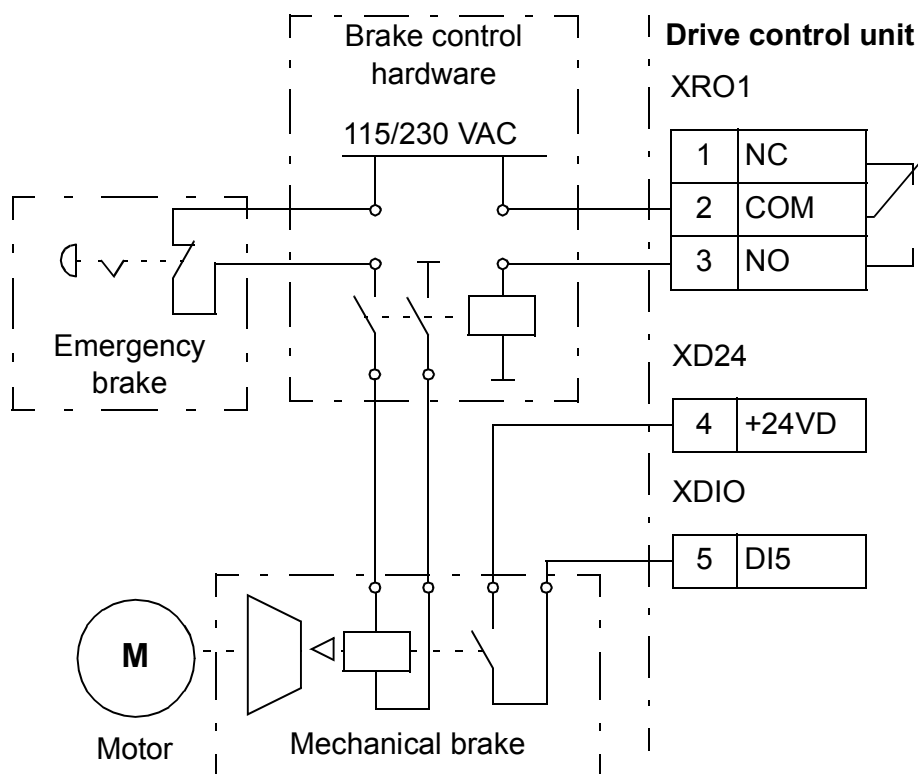 Brake control
hardware
115/230 VAC
Drive control unit
XRO1
1 NC
2 COM
3 NO
Emergency
brake
XD24
4 +24VD
XDIO
5 DI5
M
Motor
Mechanical brake